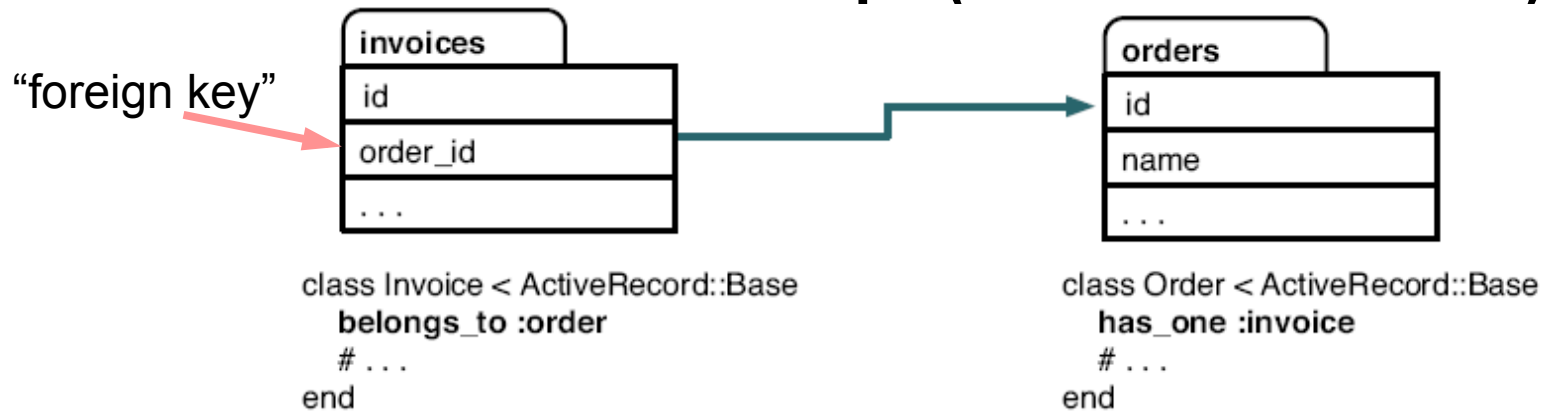 “foreign key”
invoices
id
order_id
. . .
orders
id
name
. . .
class Invoice < ActiveRecord::Base
belongs_to :order
# . . .
end
class Order < ActiveRecord::Base
has_one :invoice
# . . .
end